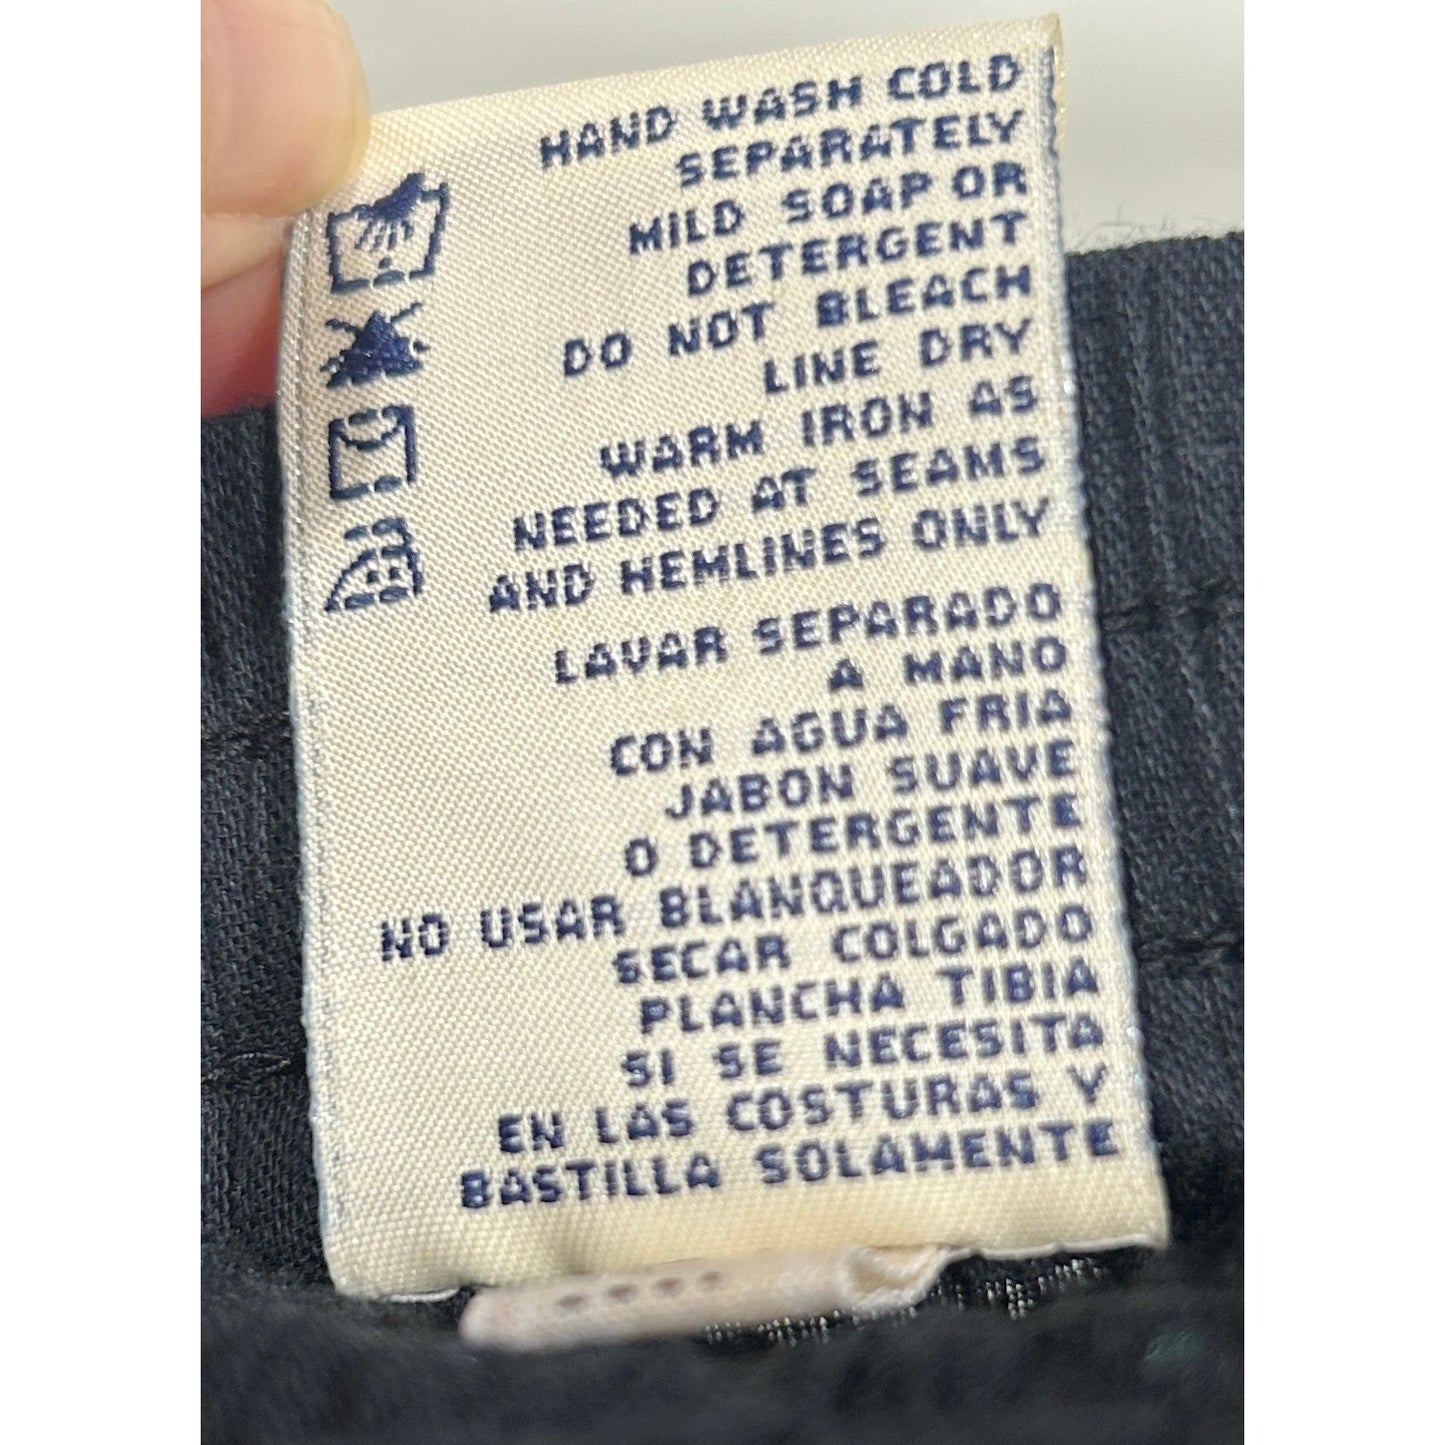 HAND WASH COLD
SEPARATELY
MILD SOAP OR
DETERGENT
DO NOT BLEACH
LINE DRY
WARM IRON AS
NEEDED AT SEAMS
AND HEMLINES ONLY
LAVAR SEPARADO
A MANO
CON AGUA FRIA
JABON SUAVE
O DETERGENTE
NO USAR BLANQUEADOR
SECAR COLGADO
PLANCHA TIBIA
SI SE NECESITA
EN LAS COSTURAS Y
BASTILLA SOLAMENTE